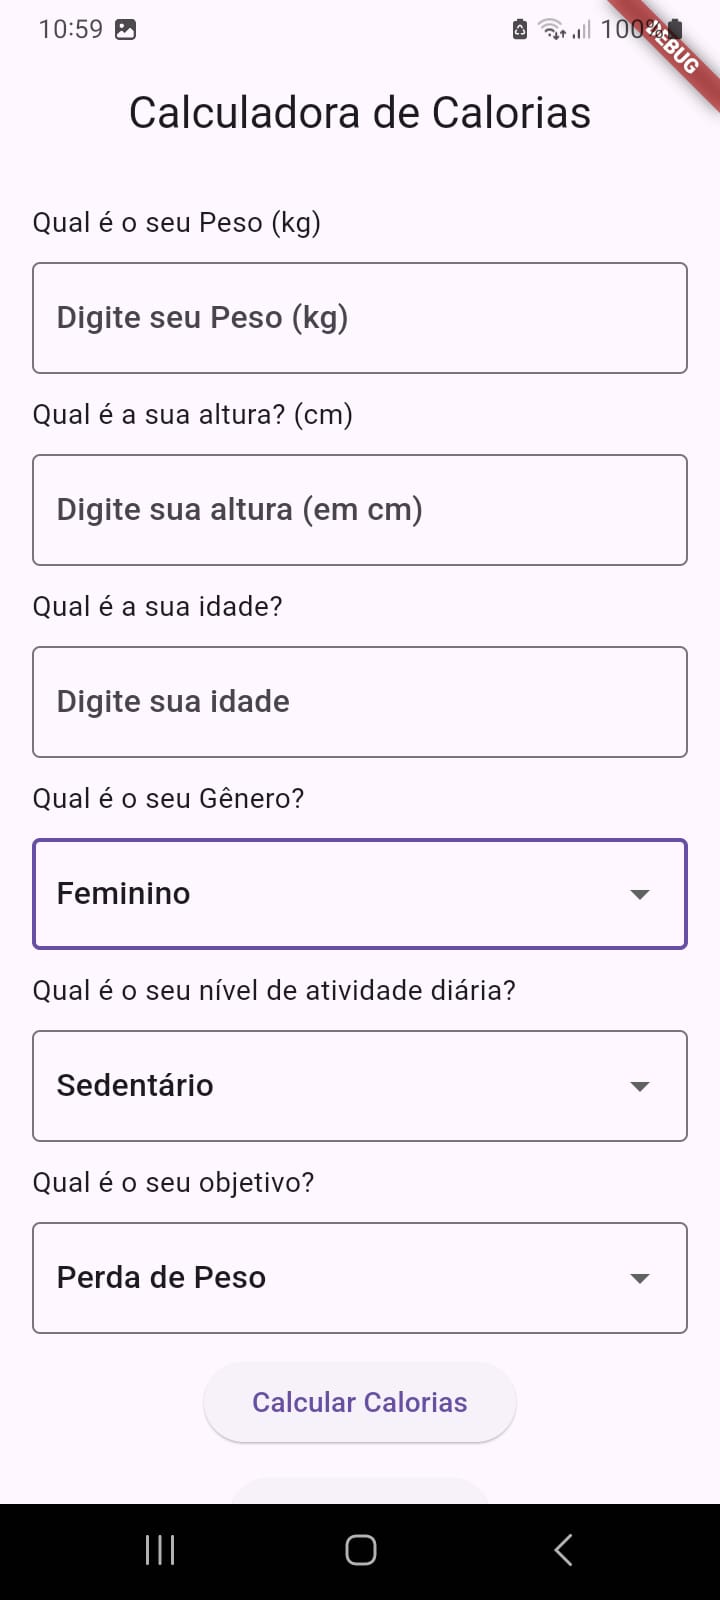 10:59 100%
DEBUG
Calculadora de Calorias
Qual é o seu Peso (kg)
Digite seu Peso (kg)
Qual é a sua altura? (cm)
Digite sua altura (em cm)
Qual é a sua idade?
Digite sua idade
Qual é o seu Gênero?
Feminino
Qual é o seu nível de atividade diária?
Sedentário
Qual é o seu objetivo?
Perda de Peso
Calcular Calorias